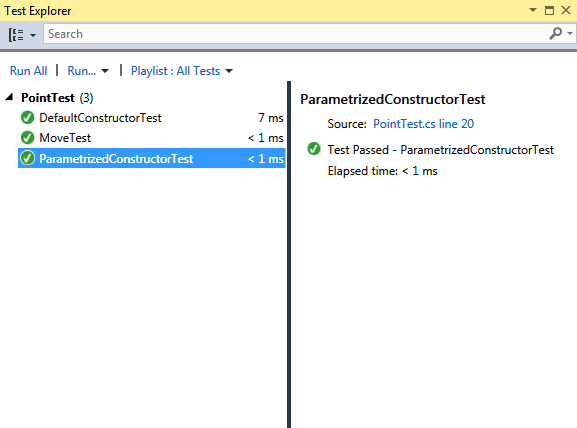 Test Explorer
Search
Run All | Run... | Playlist : All Tests
PointTest (3)
DefaultConstructorTest 7 ms
MoveTest < 1 ms
ParametrizedConstructorTest < 1 ms
ParametrizedConstructorTest
Source: PointTest.cs line 20
Test Passed - ParametrizedConstructorTest
Elapsed time: < 1 ms